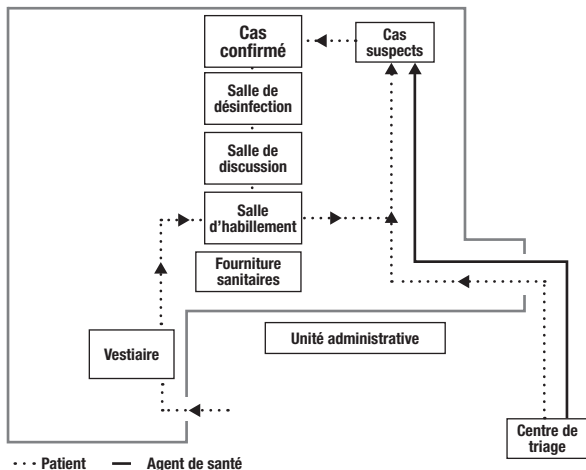 Cas
confirmé
Cas
suspects
Salle de
désinfection
Salle de
discussion
Salle
d'habillement
Fourniture
sanitaires
Unité administrative
Vestiaire
Centre de
triage
Patient
Agent de santé